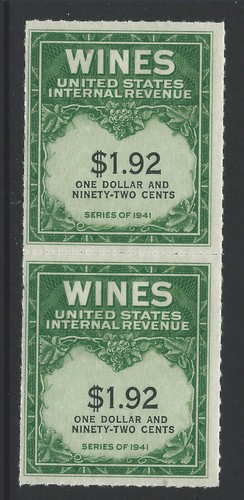 WINES
UNITED STATES
INTERNAL REVENUE
$1.92
ONE DOLLAR AND
NINETY-TWO CENTS
SERIES OF 1941
WINES
UNITED STATES
INTERNAL REVENUE
$1.92
ONE DOLLAR AND
NINETY-TWO CENTS
SERIES OF 1941